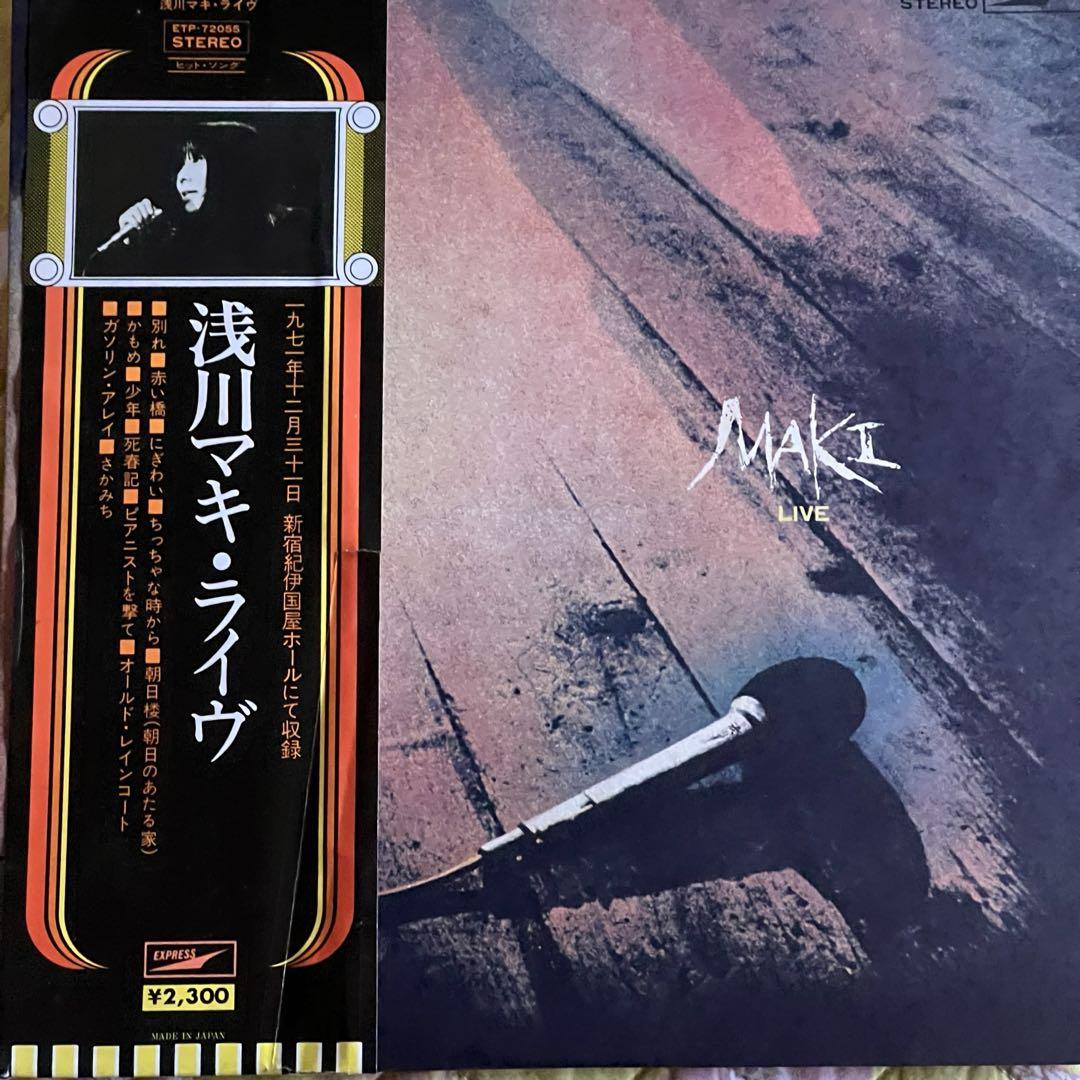 浅川マキ・ライヴ
ETP-72055
STEREO
ヒット・ソング
一九七一年十二月三十一日 新宿紀伊国屋ホールにて収録
浅川マキ・ライヴ
■別れ■赤い橋■にぎわい■ちっちゃな時から■朝日楼(朝日のあたる家)
■かもめ■少年■死春記■ピアニストを撃て■オールド・レインコート
■ガソリン・アレイ■さかみち
EXPRESS
¥2,300
MADE IN JAPAN
STEREO
MAKI
LIVE